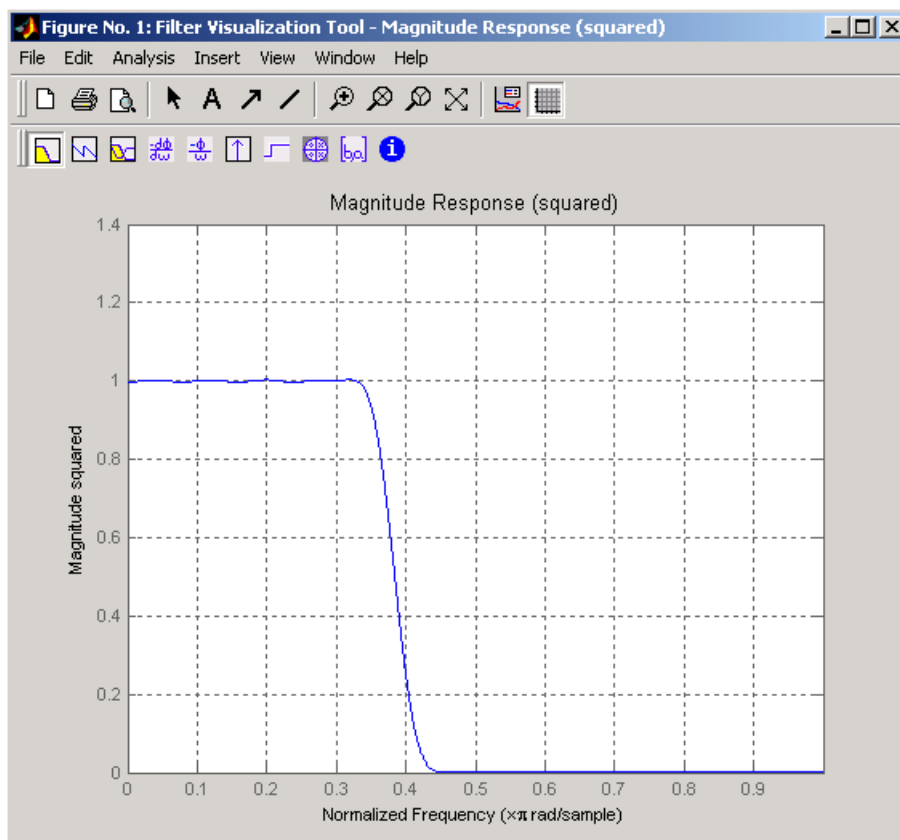 Figure No. 1: Filter Visualization Tool - Magnitude Response (squared)
File Edit Analysis Insert View Window Help
A
-dϕ
dω
-ϕ
ω
[b,a]
i
Magnitude Response (squared)
1.4
1.2
1
0.8
0.6
0.4
0.2
0
Magnitude squared
0 0.1 0.2 0.3 0.4 0.5 0.6 0.7 0.8 0.9
Normalized Frequency (×π rad/sample)